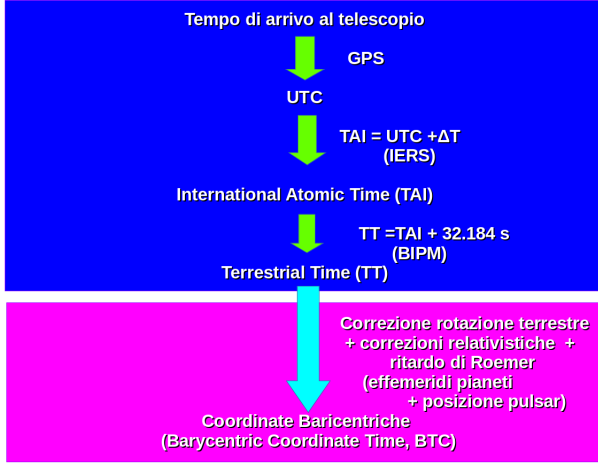 Tempo di arrivo al telescopio
GPS
UTC
TAI = UTC +ΔT
(IERS)
International Atomic Time (TAI)
TT =TAI + 32.184 s
(BIPM)
Terrestrial Time (TT)
Correzione rotazione terrestre
+ correzioni relativistiche +
ritardo di Roemer
(effemeridi pianeti
+ posizione pulsar)
Coordinate Baricentriche
(Barycentric Coordinate Time, BTC)